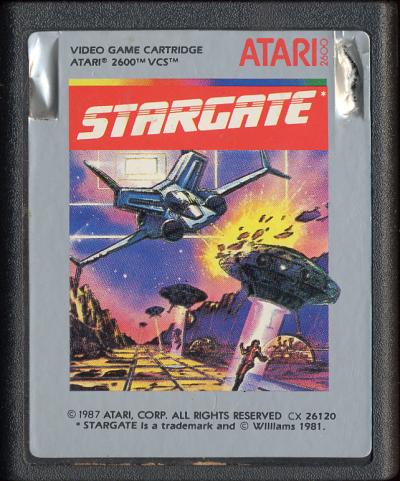 VIDEO GAME CARTRIDGE
ATARI® 2600™ VCS™
ATARI 2600
STARGATE*
© 1987 ATARI, CORP. ALL RIGHTS RESERVED CX 26120
* STARGATE is a trademark and © Williams 1981.